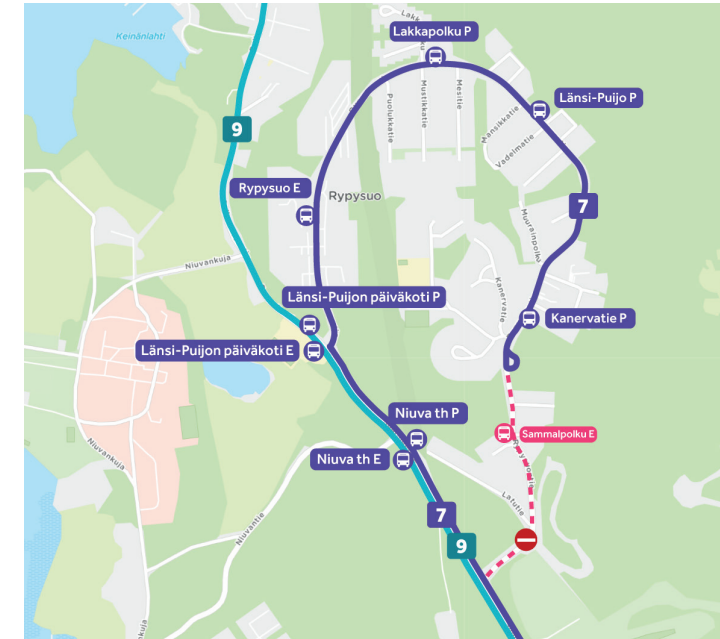 Lakk
Keinänlahti
Lakkapolku P
9
Puolukkatie
Mustikkatie
Mesitie
Länsi-Puijo P
Mansikkatie
Vadelmatie
Rypysuo E
Rypysuo
7
Muurainpolku
Niuvankuja
Kanervatie
Länsi-Puijon päiväkoti P
Kanervatie P
Länsi-Puijon päiväkoti E
Niuva th P
Sammalpolku E
Niuvankuja
Niuva th E
Latutie
7
Niuvantie
9